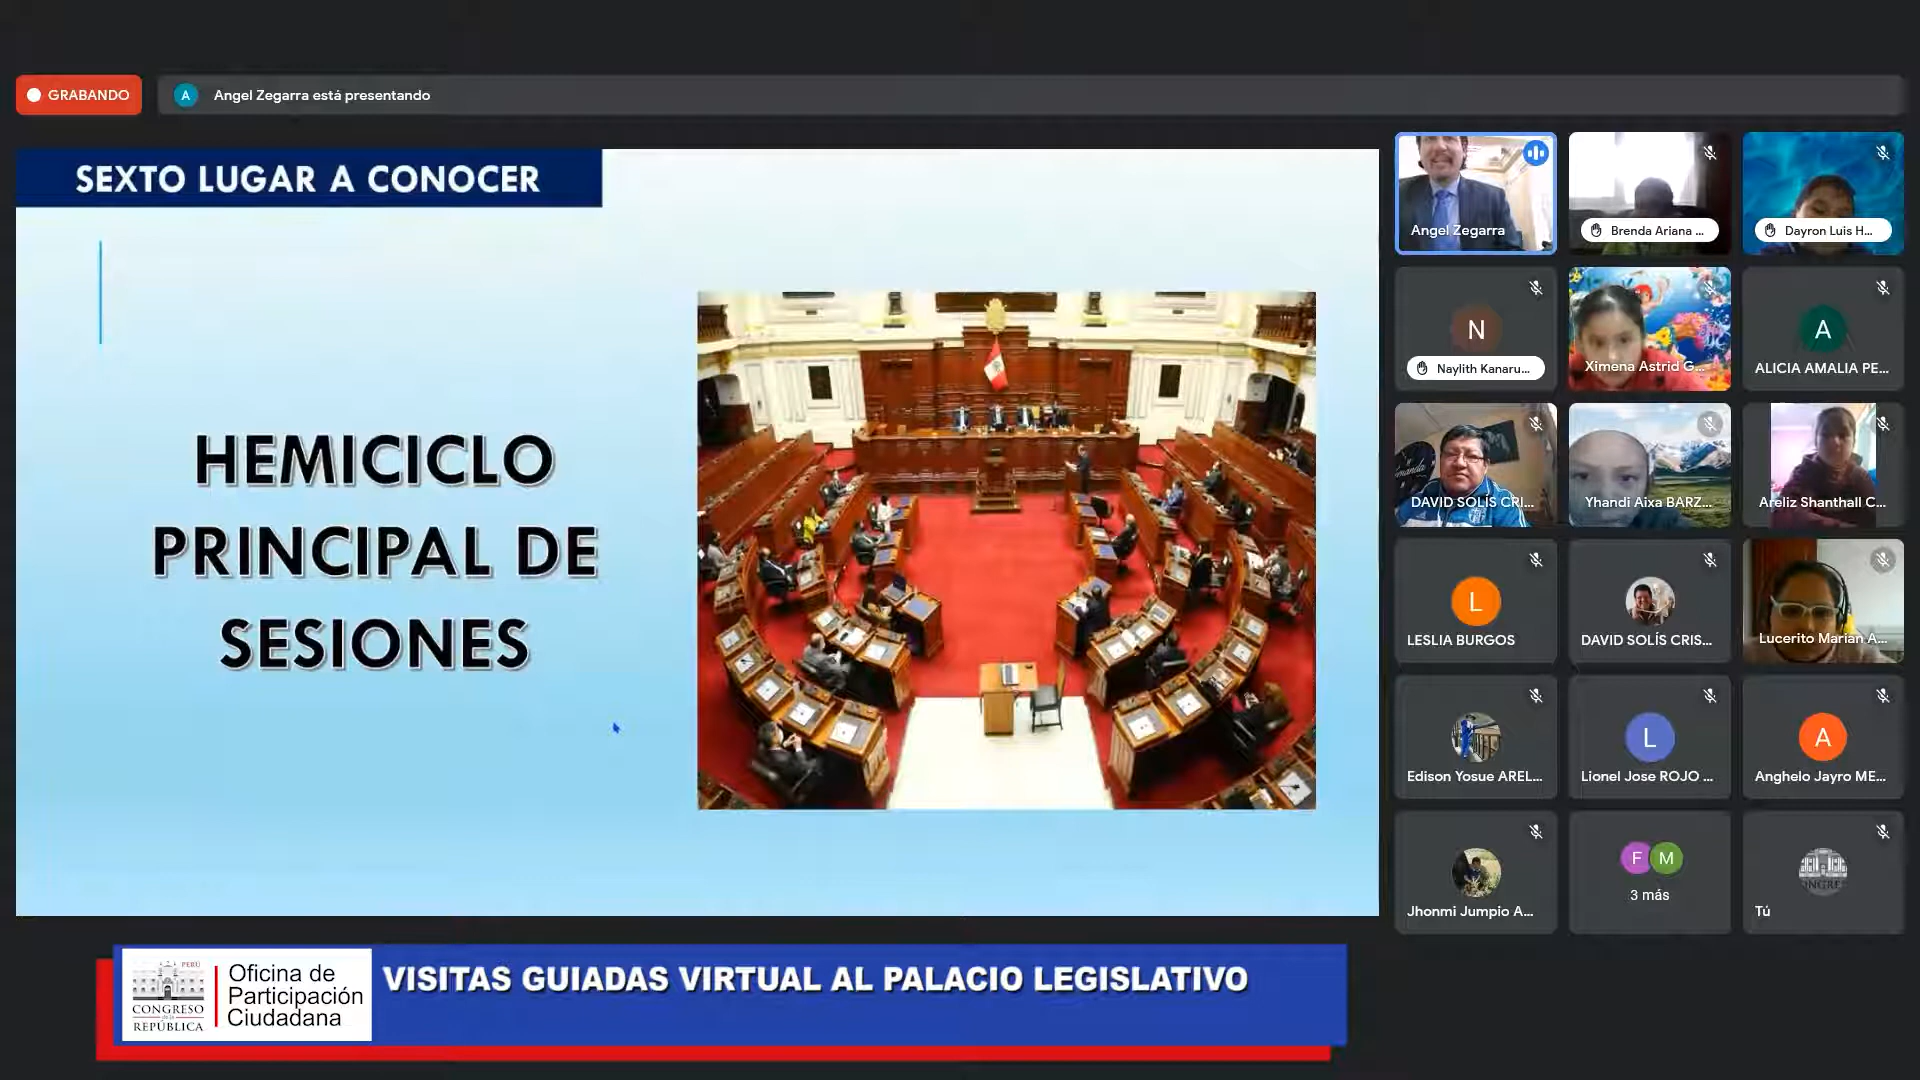 GRABANDO
A
Angel Zegarra está presentando
SEXTO LUGAR A CONOCER
HEMICICLO
PRINCIPAL DE
SESIONES
Angel Zegarra
Brenda Ariana ...
Dayron Luis H...
N
Naylith Kanaru...
Ximena Astrid G...
A
ALICIA AMALIA PE...
DAVID SOLÍS CRI...
Yhandi Aixa BARZ...
Areliz Shanthall C...
L
LESLIA BURGOS
DAVID SOLÍS CRIS...
Lucerito Marian A...
Edison Yosue AREL...
L
Lionel Jose ROJO ...
A
Anghelo Jayro ME...
Jhonmi Jumpio A...
F M
3 más
Tú
PERÚ
CONGRESO
de la
REPÚBLICA
Oficina de
Participación
Ciudadana
VISITAS GUIADAS VIRTUAL AL PALACIO LEGISLATIVO